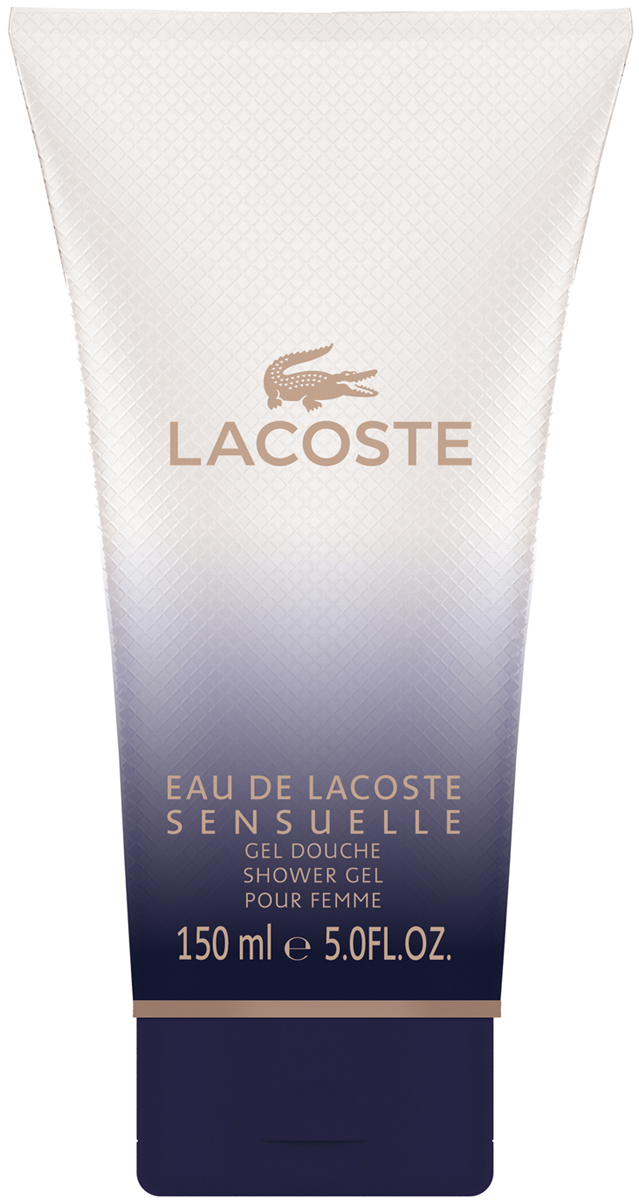 LACOSTE
EAU DE LACOSTE
SENSUELLE
GEL DOUCHE
SHOWER GEL
POUR FEMME
150 ml ℮ 5.0FL.OZ.